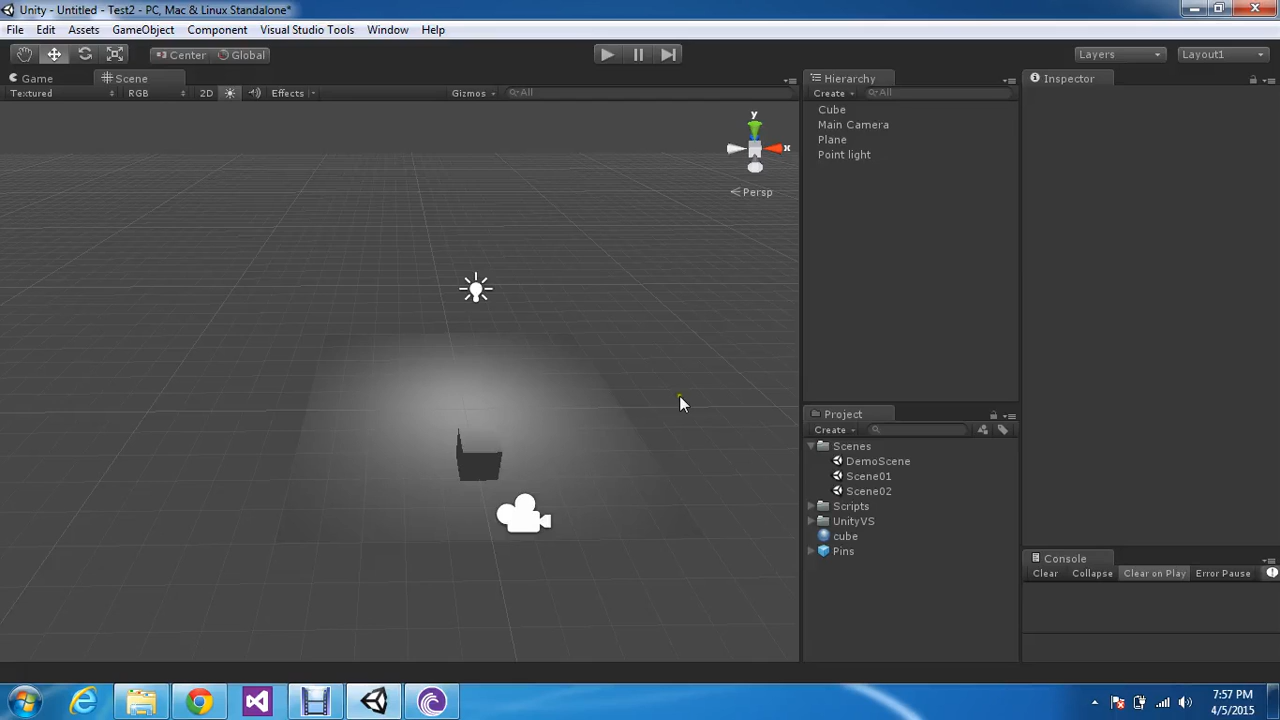 Unity - Untitled - Test2 - PC, Mac & Linux Standalone*
File Edit Assets GameObject Component Visual Studio Tools Window Help
Center Global Layers Layout1
Game Scene
Textured RGB 2D Effects Gizmos All
y
x
Persp
Hierarchy
Create All
Cube
Main Camera
Plane
Point light
Project
Create
Scenes
DemoScene
Scene01
Scene02
Scripts
UnityVS
cube
Pins
Inspector
Console
Clear Collapse Clear on Play Error Pause
7:57 PM
4/5/2015